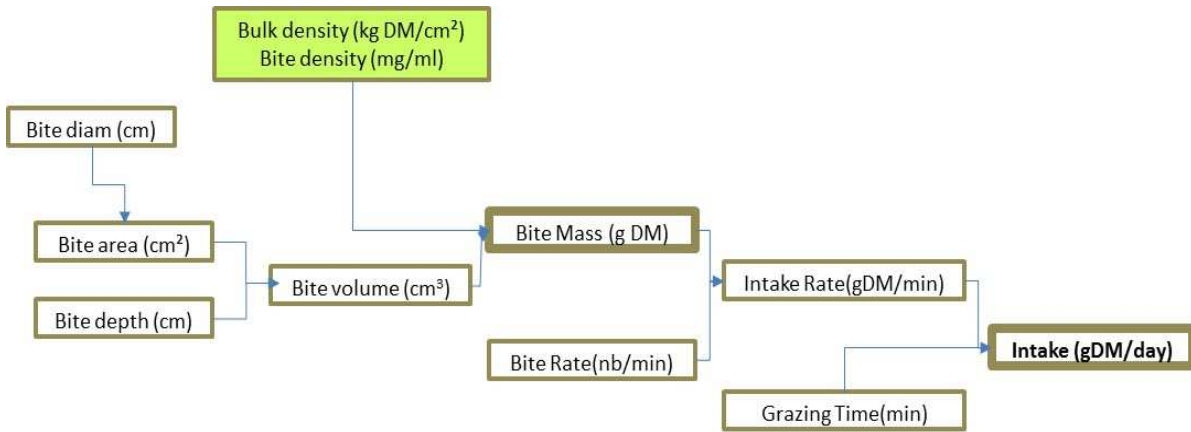 Bulk density (kg DM/cm²)
Bite density (mg/ml)
Bite diam (cm)
Bite area (cm²)
Bite depth (cm)
Bite volume (cm³)
Bite Mass (g DM)
Bite Rate(nb/min)
Intake Rate(gDM/min)
Grazing Time(min)
Intake (gDM/day)